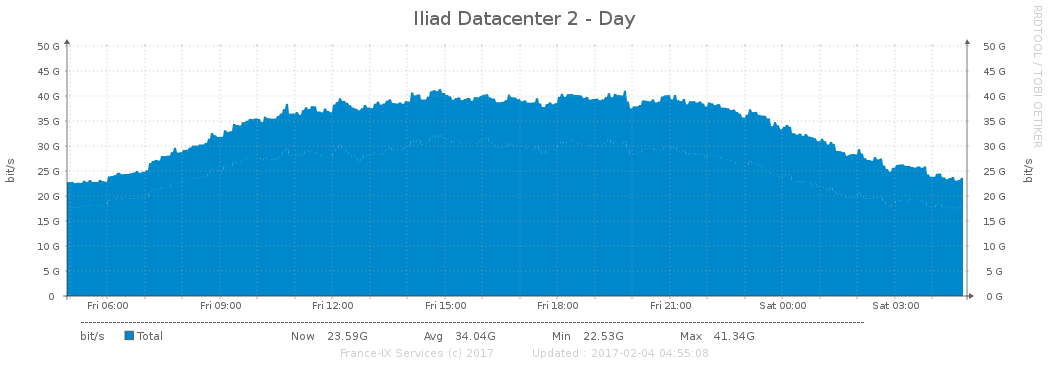 Iliad Datacenter 2 - Day
RRDTOOL / TOBI OETIKER
50 G 50 G
45 G 45 G
40 G 40 G
35 G 35 G
30 G 30 G
25 G 25 G
20 G 20 G
15 G 15 G
10 G 10 G
5 G 5 G
0 0 G
bit/s bit/s
Fri 06:00 Fri 09:00 Fri 12:00 Fri 15:00 Fri 18:00 Fri 21:00 Sat 00:00 Sat 03:00
bit/s Total Now 23.59G Avg 34.04G Min 22.53G Max 41.34G
France-IX Services (c) 2017 Updated : 2017-02-04 04:55:08